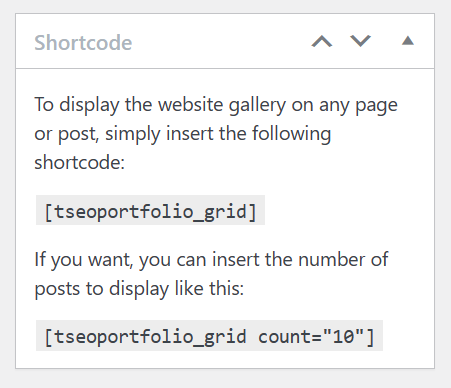 Shortcode
To display the website gallery on any page
or post, simply insert the following
shortcode:
[tseoportfolio_grid]
If you want, you can insert the number of
posts to display like this:
[tseoportfolio_grid count="10"]